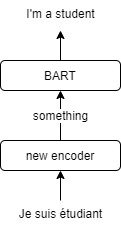 I'm a student
BART
something
new encoder
Je suis étudiant